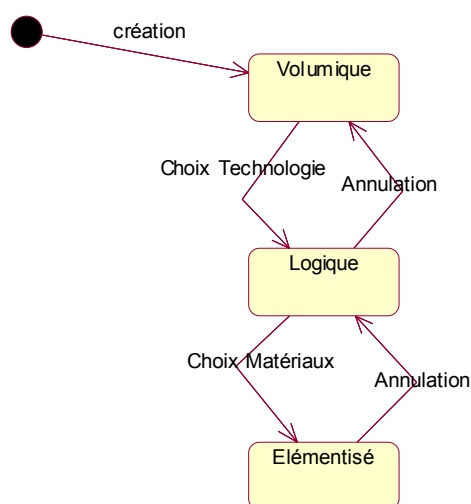 création
Volumique
Choix Technologie
Annulation
Logique
Choix Matériaux
Annulation
Elémentisé